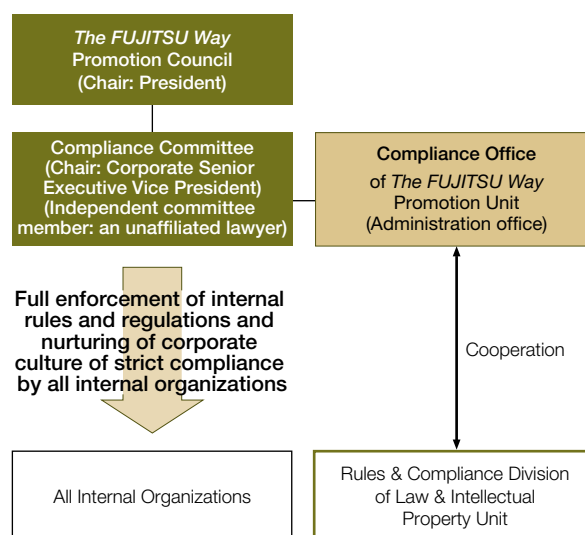 The FUJITSU Way
Promotion Council
(Chair: President)
Compliance Committee
(Chair: Corporate Senior
Executive Vice President)
(Independent committee
member: an unaffiliated lawyer)
Compliance Office
of The FUJITSU Way
Promotion Unit
(Administration office)
Full enforcement of internal
rules and regulations and
nurturing of corporate
culture of strict compliance
by all internal organizations
Cooperation
All Internal Organizations
Rules & Compliance Division
of Law & Intellectual
Property Unit